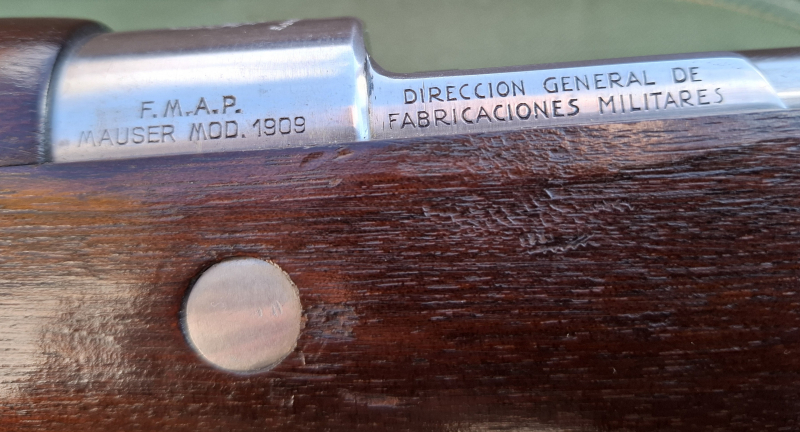 F.M.A.P.
MAUSER MOD. 1909
DIRECCION GENERAL DE
FABRICACIONES MILITARES